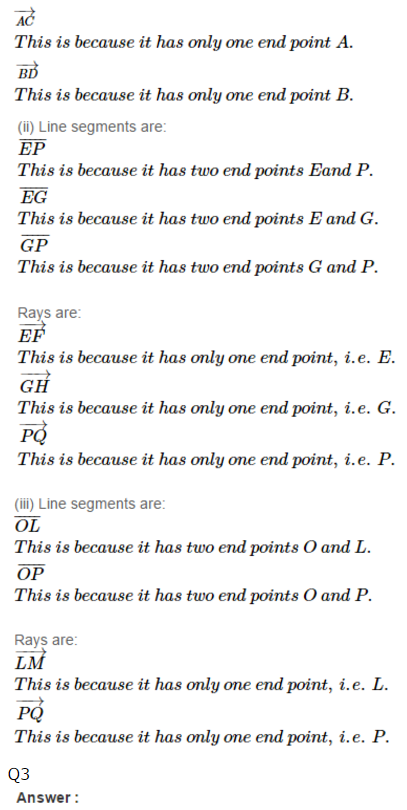 $\overrightarrow{AC}$
This is because it has only one end point A.
$\overrightarrow{BD}$
This is because it has only one end point B.
(ii) Line segments are:
$\overline{EP}$
This is because it has two end points Eand P.
$\overline{EG}$
This is because it has two end points E and G.
$\overline{GP}$
This is because it has two end points G and P.
Rays are:
$\overrightarrow{EF}$
This is because it has only one end point, i.e. E.
$\overrightarrow{GH}$
This is because it has only one end point, i.e. G.
$\overrightarrow{PQ}$
This is because it has only one end point, i.e. P.
(iii) Line segments are:
$\overline{OL}$
This is because it has two end points O and L.
$\overline{OP}$
This is because it has two end points O and P.
Rays are:
$\overrightarrow{LM}$
This is because it has only one end point, i.e. L.
$\overrightarrow{PQ}$
This is because it has only one end point, i.e. P.
Q3
Answer :